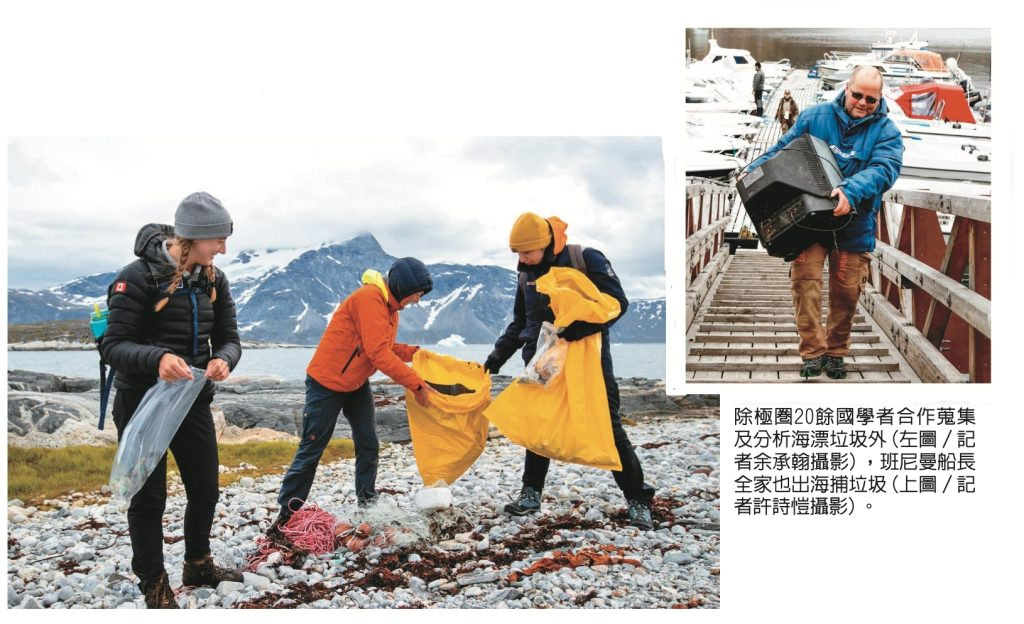 除極圈20餘國學者合作蒐集
及分析海漂垃圾外（左圖／記
者余承翰攝影），班尼曼船長
全家也出海捕垃圾（上圖／記
者許詩愷攝影）。